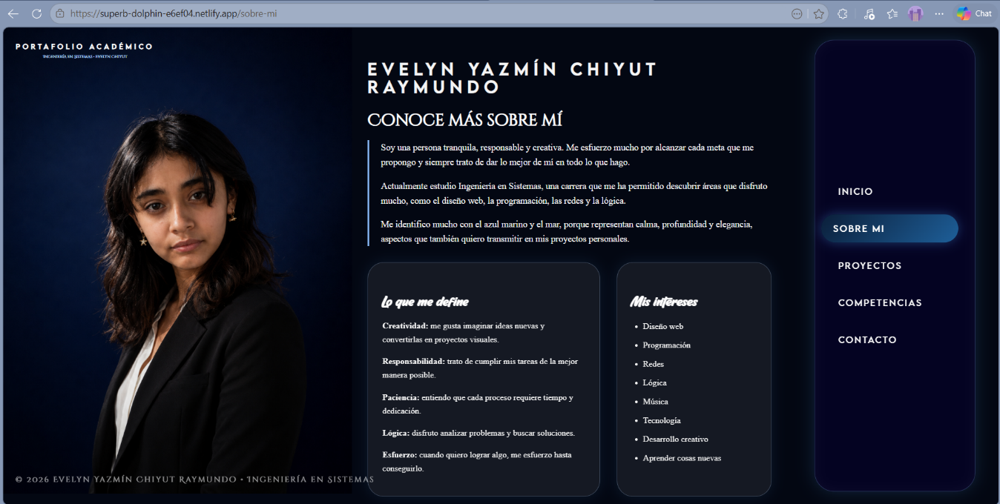 https://superb-dolphin-e6ef04.netlify.app/sobre-mi
Chat
PORTAFOLIO ACADÉMICO
INGENIERÍA EN SISTEMAS • EVELYN CHIYUT
EVELYN YAZMÍN CHIYUT
RAYMUNDO
CONOCE MÁS SOBRE MÍ
Soy una persona tranquila, responsable y creativa. Me esfuerzo mucho por alcanzar cada meta que me
propongo y siempre trato de dar lo mejor de mí en todo lo que hago.
Actualmente estudio Ingeniería en Sistemas, una carrera que me ha permitido descubrir áreas que disfruto
mucho, como el diseño web, la programación, las redes y la lógica.
Me identifico mucho con el azul marino y el mar, porque representan calma, profundidad y elegancia,
aspectos que también quiero transmitir en mis proyectos personales.
Lo que me define
Creatividad: me gusta imaginar ideas nuevas y
convertirlas en proyectos visuales.
Responsabilidad: trato de cumplir mis tareas de la mejor
manera posible.
Paciencia: entiendo que cada proceso requiere tiempo y
dedicación.
Lógica: disfruto analizar problemas y buscar soluciones.
Esfuerzo: cuando quiero lograr algo, me esfuerzo hasta
conseguirlo.
Mis intereses
• Diseño web
• Programación
• Redes
• Lógica
• Música
• Tecnología
• Desarrollo creativo
• Aprender cosas nuevas
INICIO
SOBRE MI
PROYECTOS
COMPETENCIAS
CONTACTO
© 2026 EVELYN YAZMÍN CHIYUT RAYMUNDO • INGENIERÍA EN SISTEMAS